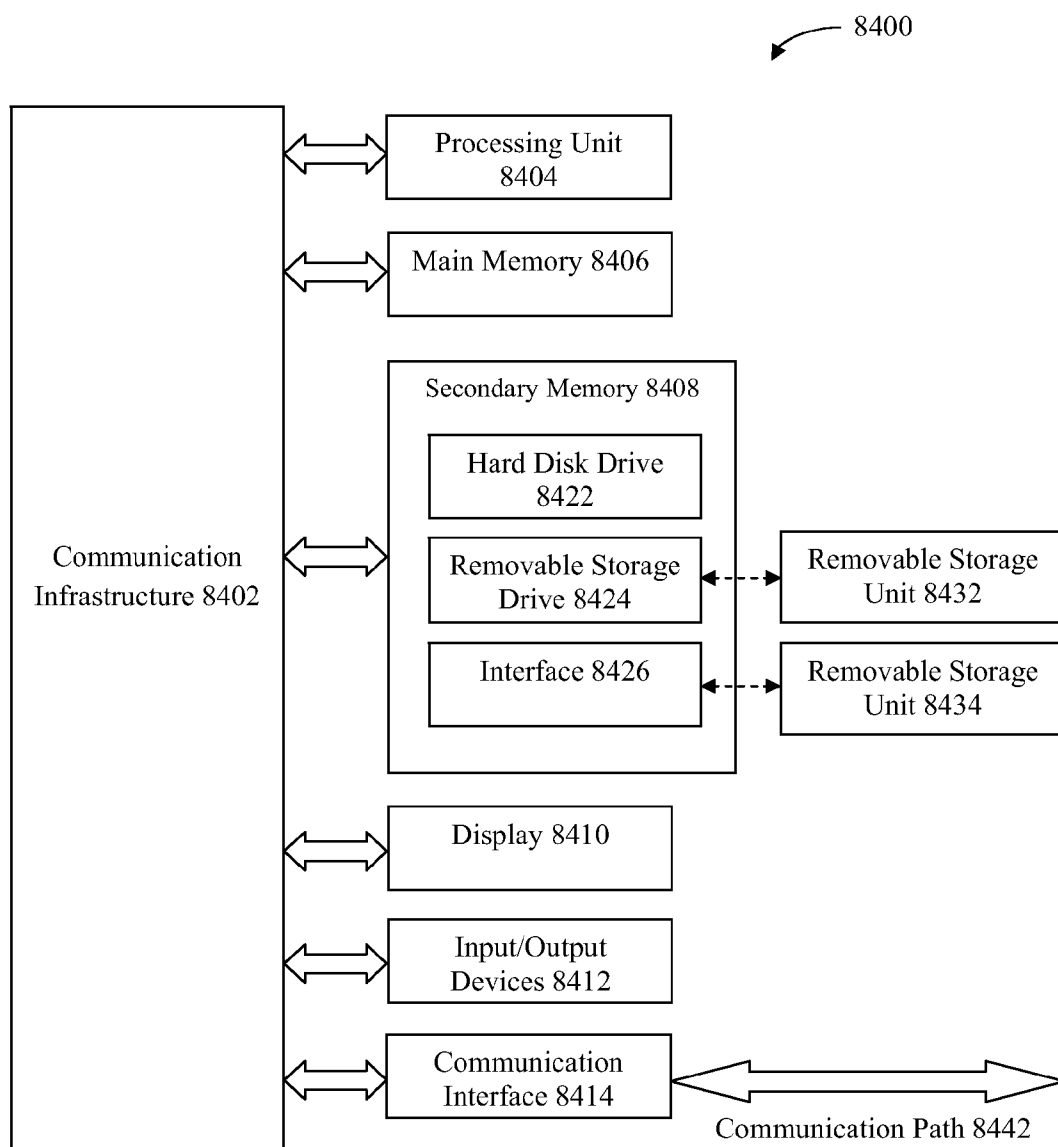 8400
Processing Unit
8404
Main Memory 8406
Secondary Memory 8408
Hard Disk Drive
8422
Communication
Infrastructure 8402
Removable Storage
Drive 8424
Removable Storage
Unit 8432
Interface 8426
Removable Storage
Unit 8434
Display 8410
Input/Output
Devices 8412
Communication
Interface 8414
Communication Path 8442